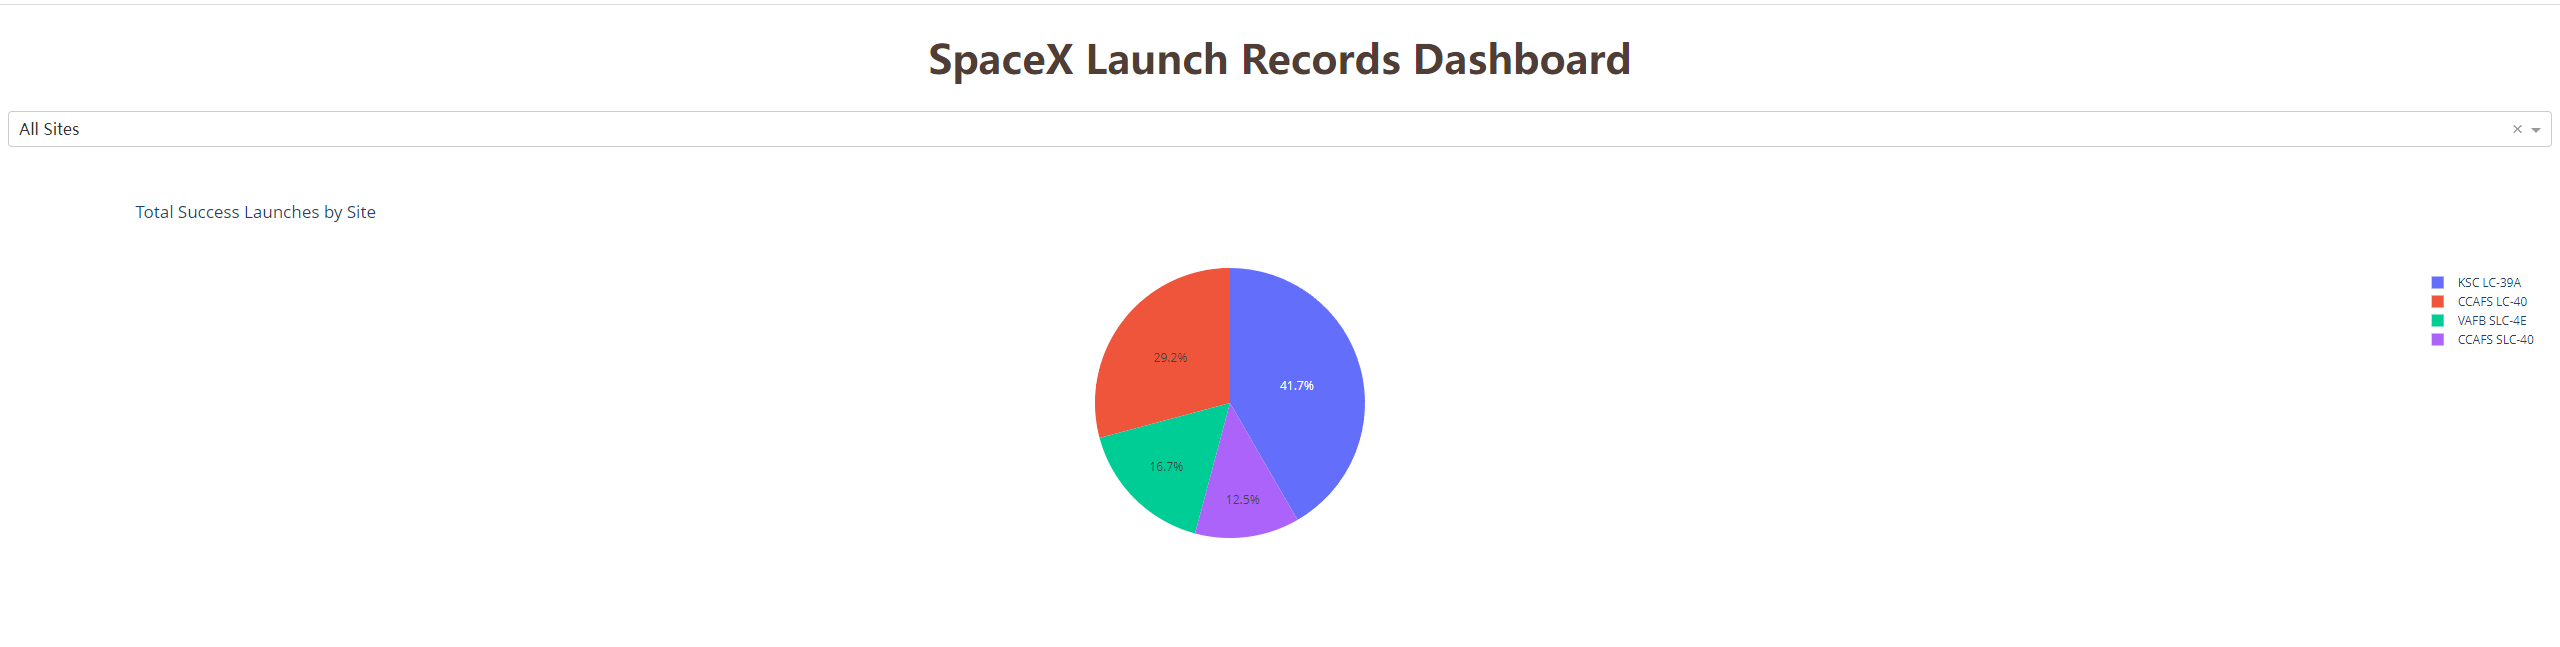 SpaceX Launch Records Dashboard
All Sites
Total Success Launches by Site
KSC LC-39A
CCAFS LC-40
VAFB SLC-4E
CCAFS SLC-40
29.2%
41.7%
16.7%
12.5%